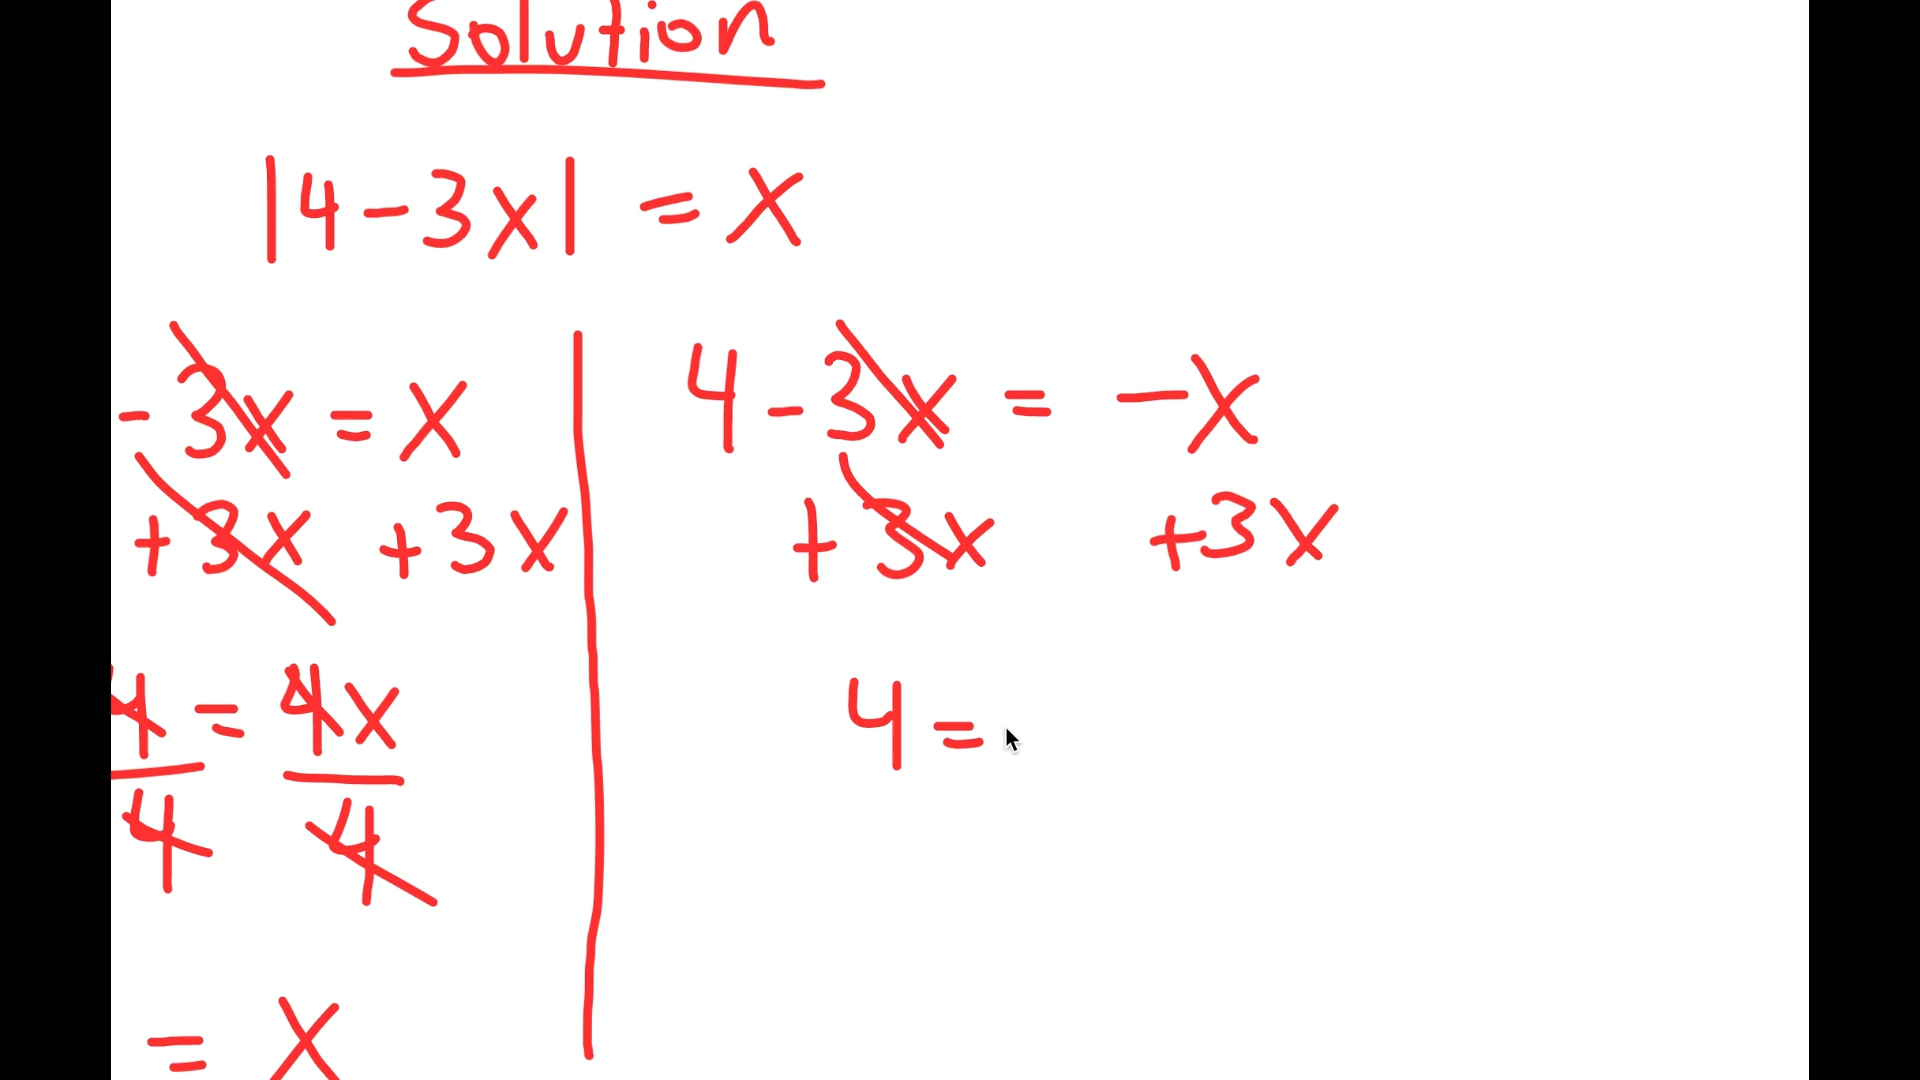 Solution
|4-3x| = x
- 3x = x
+3x +3x
4 = 4x
4 4
= x
4-3x = -x
+3x +3x
4 =